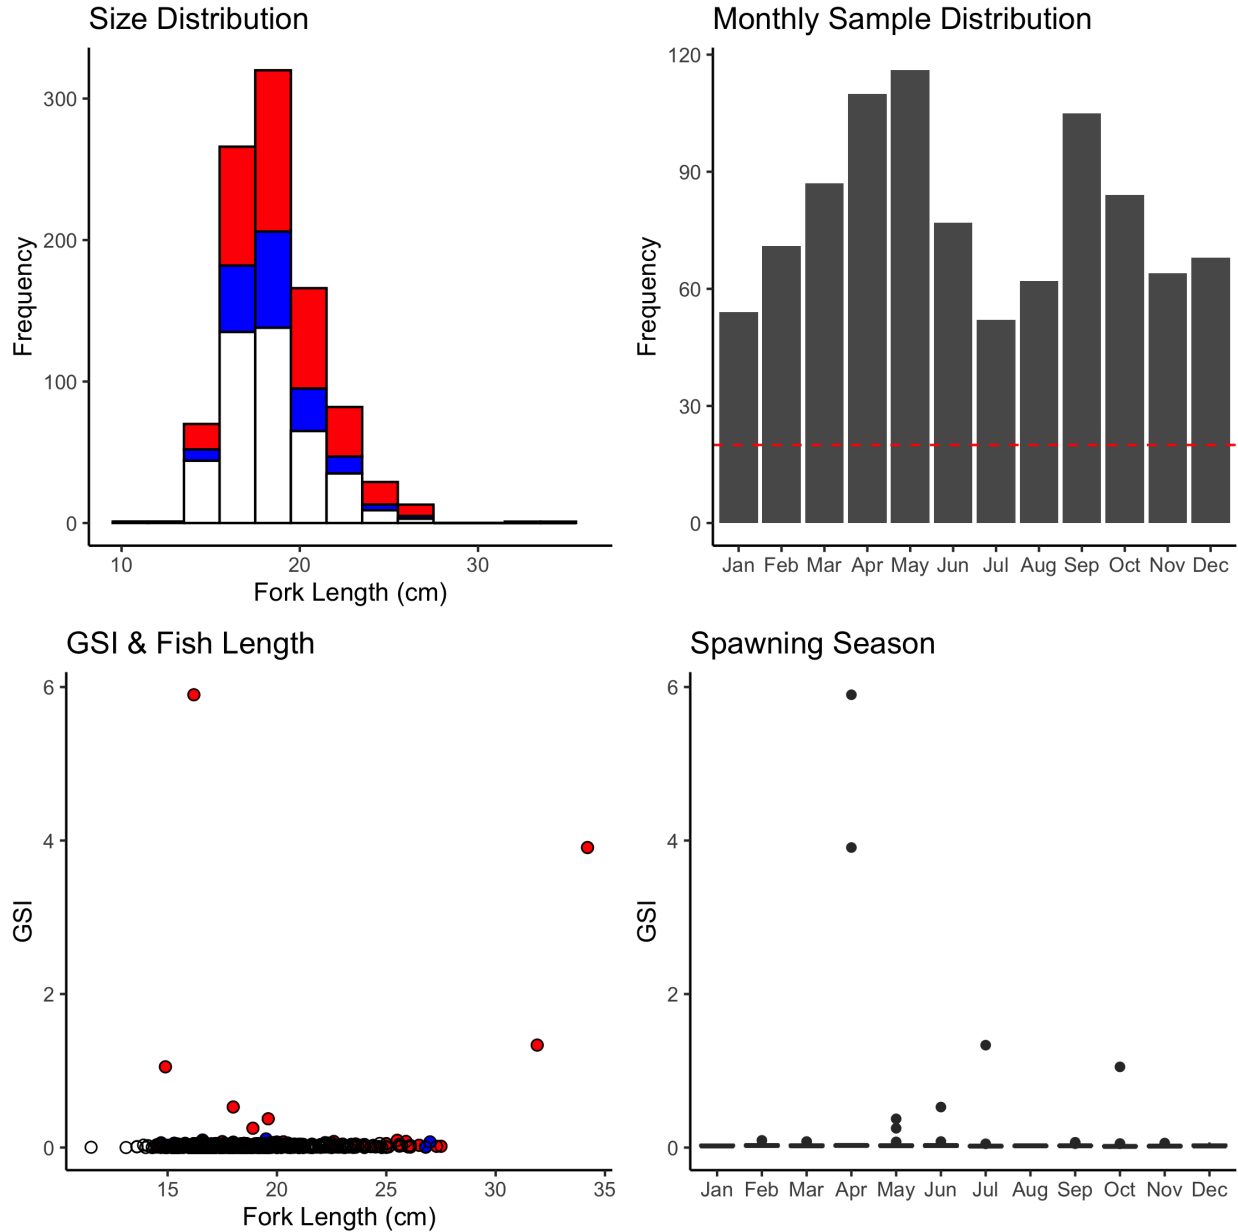 Size Distribution
Frequency
300
200
100
0
10 20 30
Fork Length (cm)
Monthly Sample Distribution
Frequency
120
90
60
30
0
Jan Feb Mar Apr May Jun Jul Aug Sep Oct Nov Dec
GSI & Fish Length
GSI
6
4
2
0
15 20 25 30 35
Fork Length (cm)
Spawning Season
GSI
6
4
2
0
Jan Feb Mar Apr May Jun Jul Aug Sep Oct Nov Dec